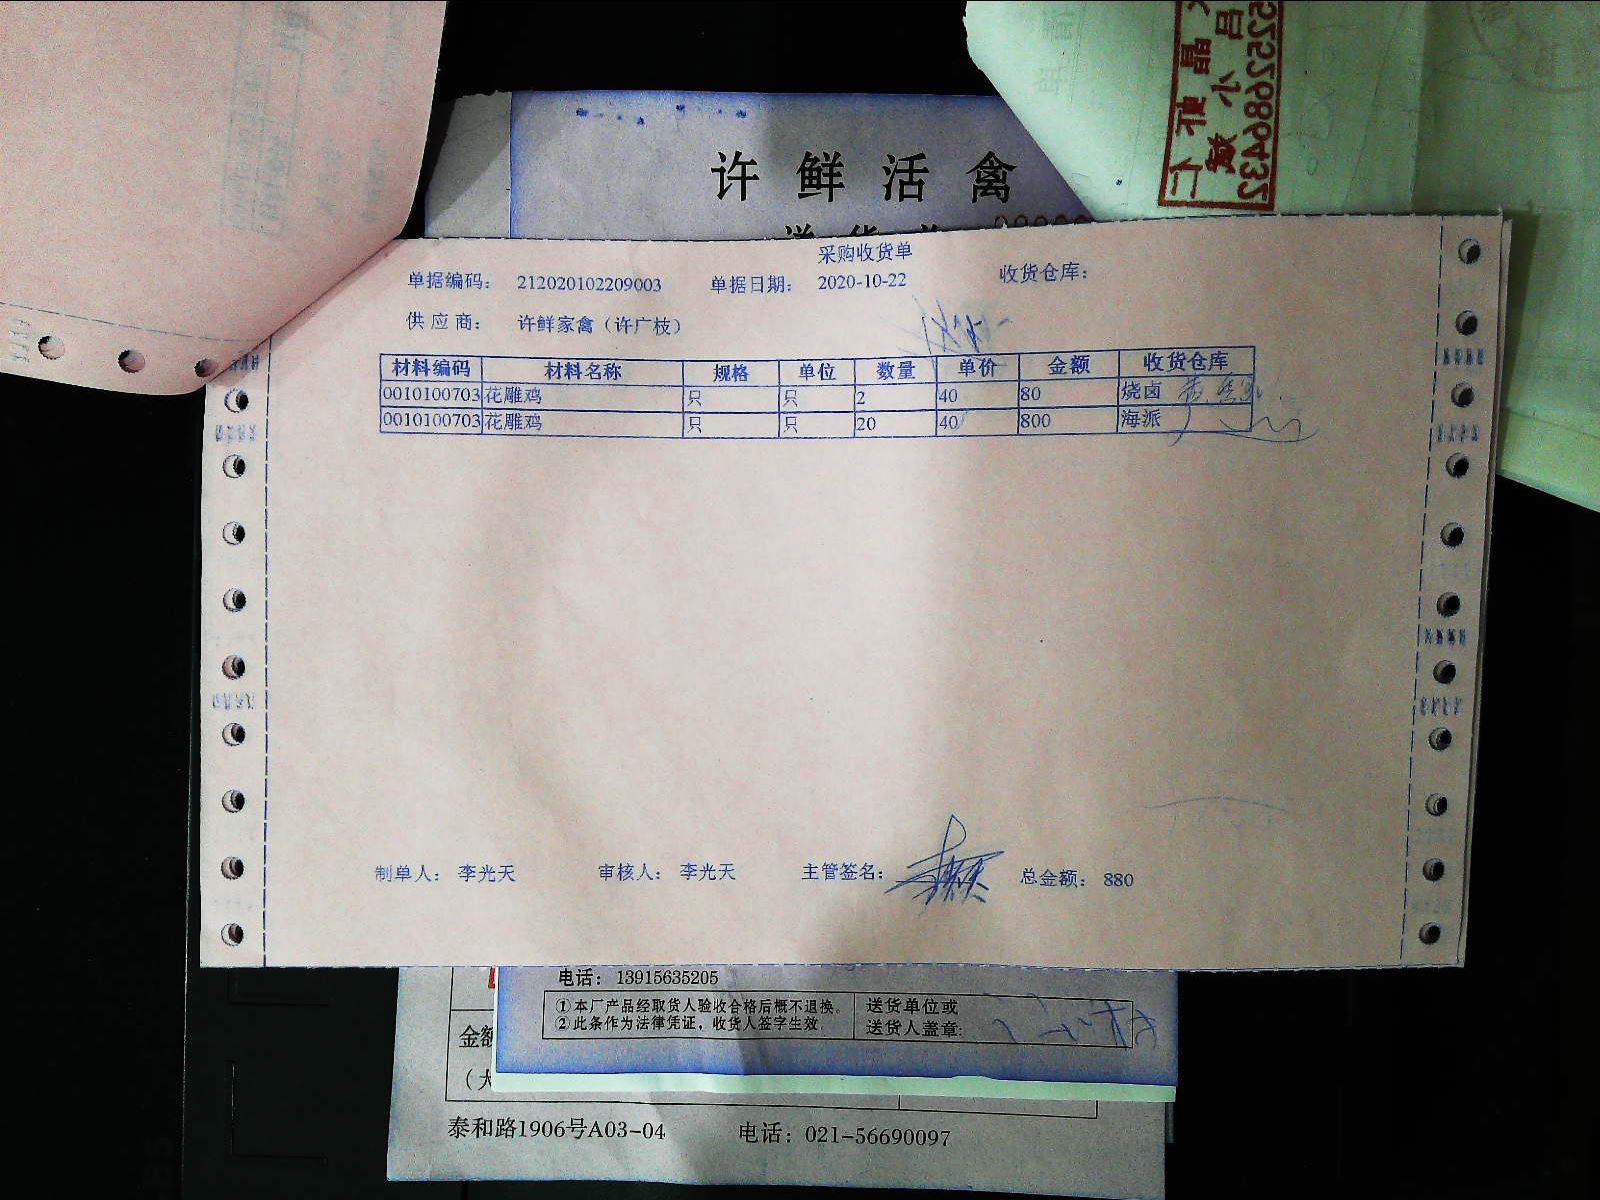 许鲜活禽
采购收货单
单据编码： 212020102209003 单据日期： 2020-10-22 收货仓库：
供应商： 许鲜家禽（许广枝）
材料编码 材料名称 规格 单位 数量 单价 金额 收货仓库
0010100703 花雕鸡 只 只 2 40 80 烧卤
0010100703 花雕鸡 只 只 20 40 800 海派
制单人： 李光天 审核人： 李光天 主管签名： 总金额： 880
电话： 13915635205
①本厂产品经取货人验收合格后概不退换。 送货单位或
②此条作为法律凭证，收货人签字生效。 送货人盖章:
金额
（大
泰和路1906号A03-04 电话：021-56690097